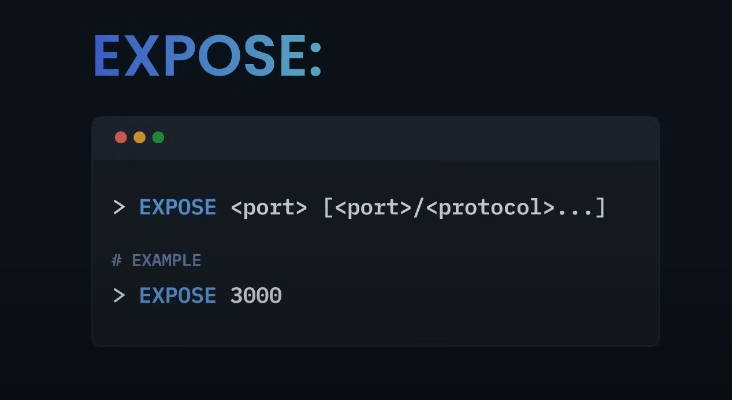 EXPOSE:
> EXPOSE <port> [<port>/<protocol>...]
# EXAMPLE
> EXPOSE 3000